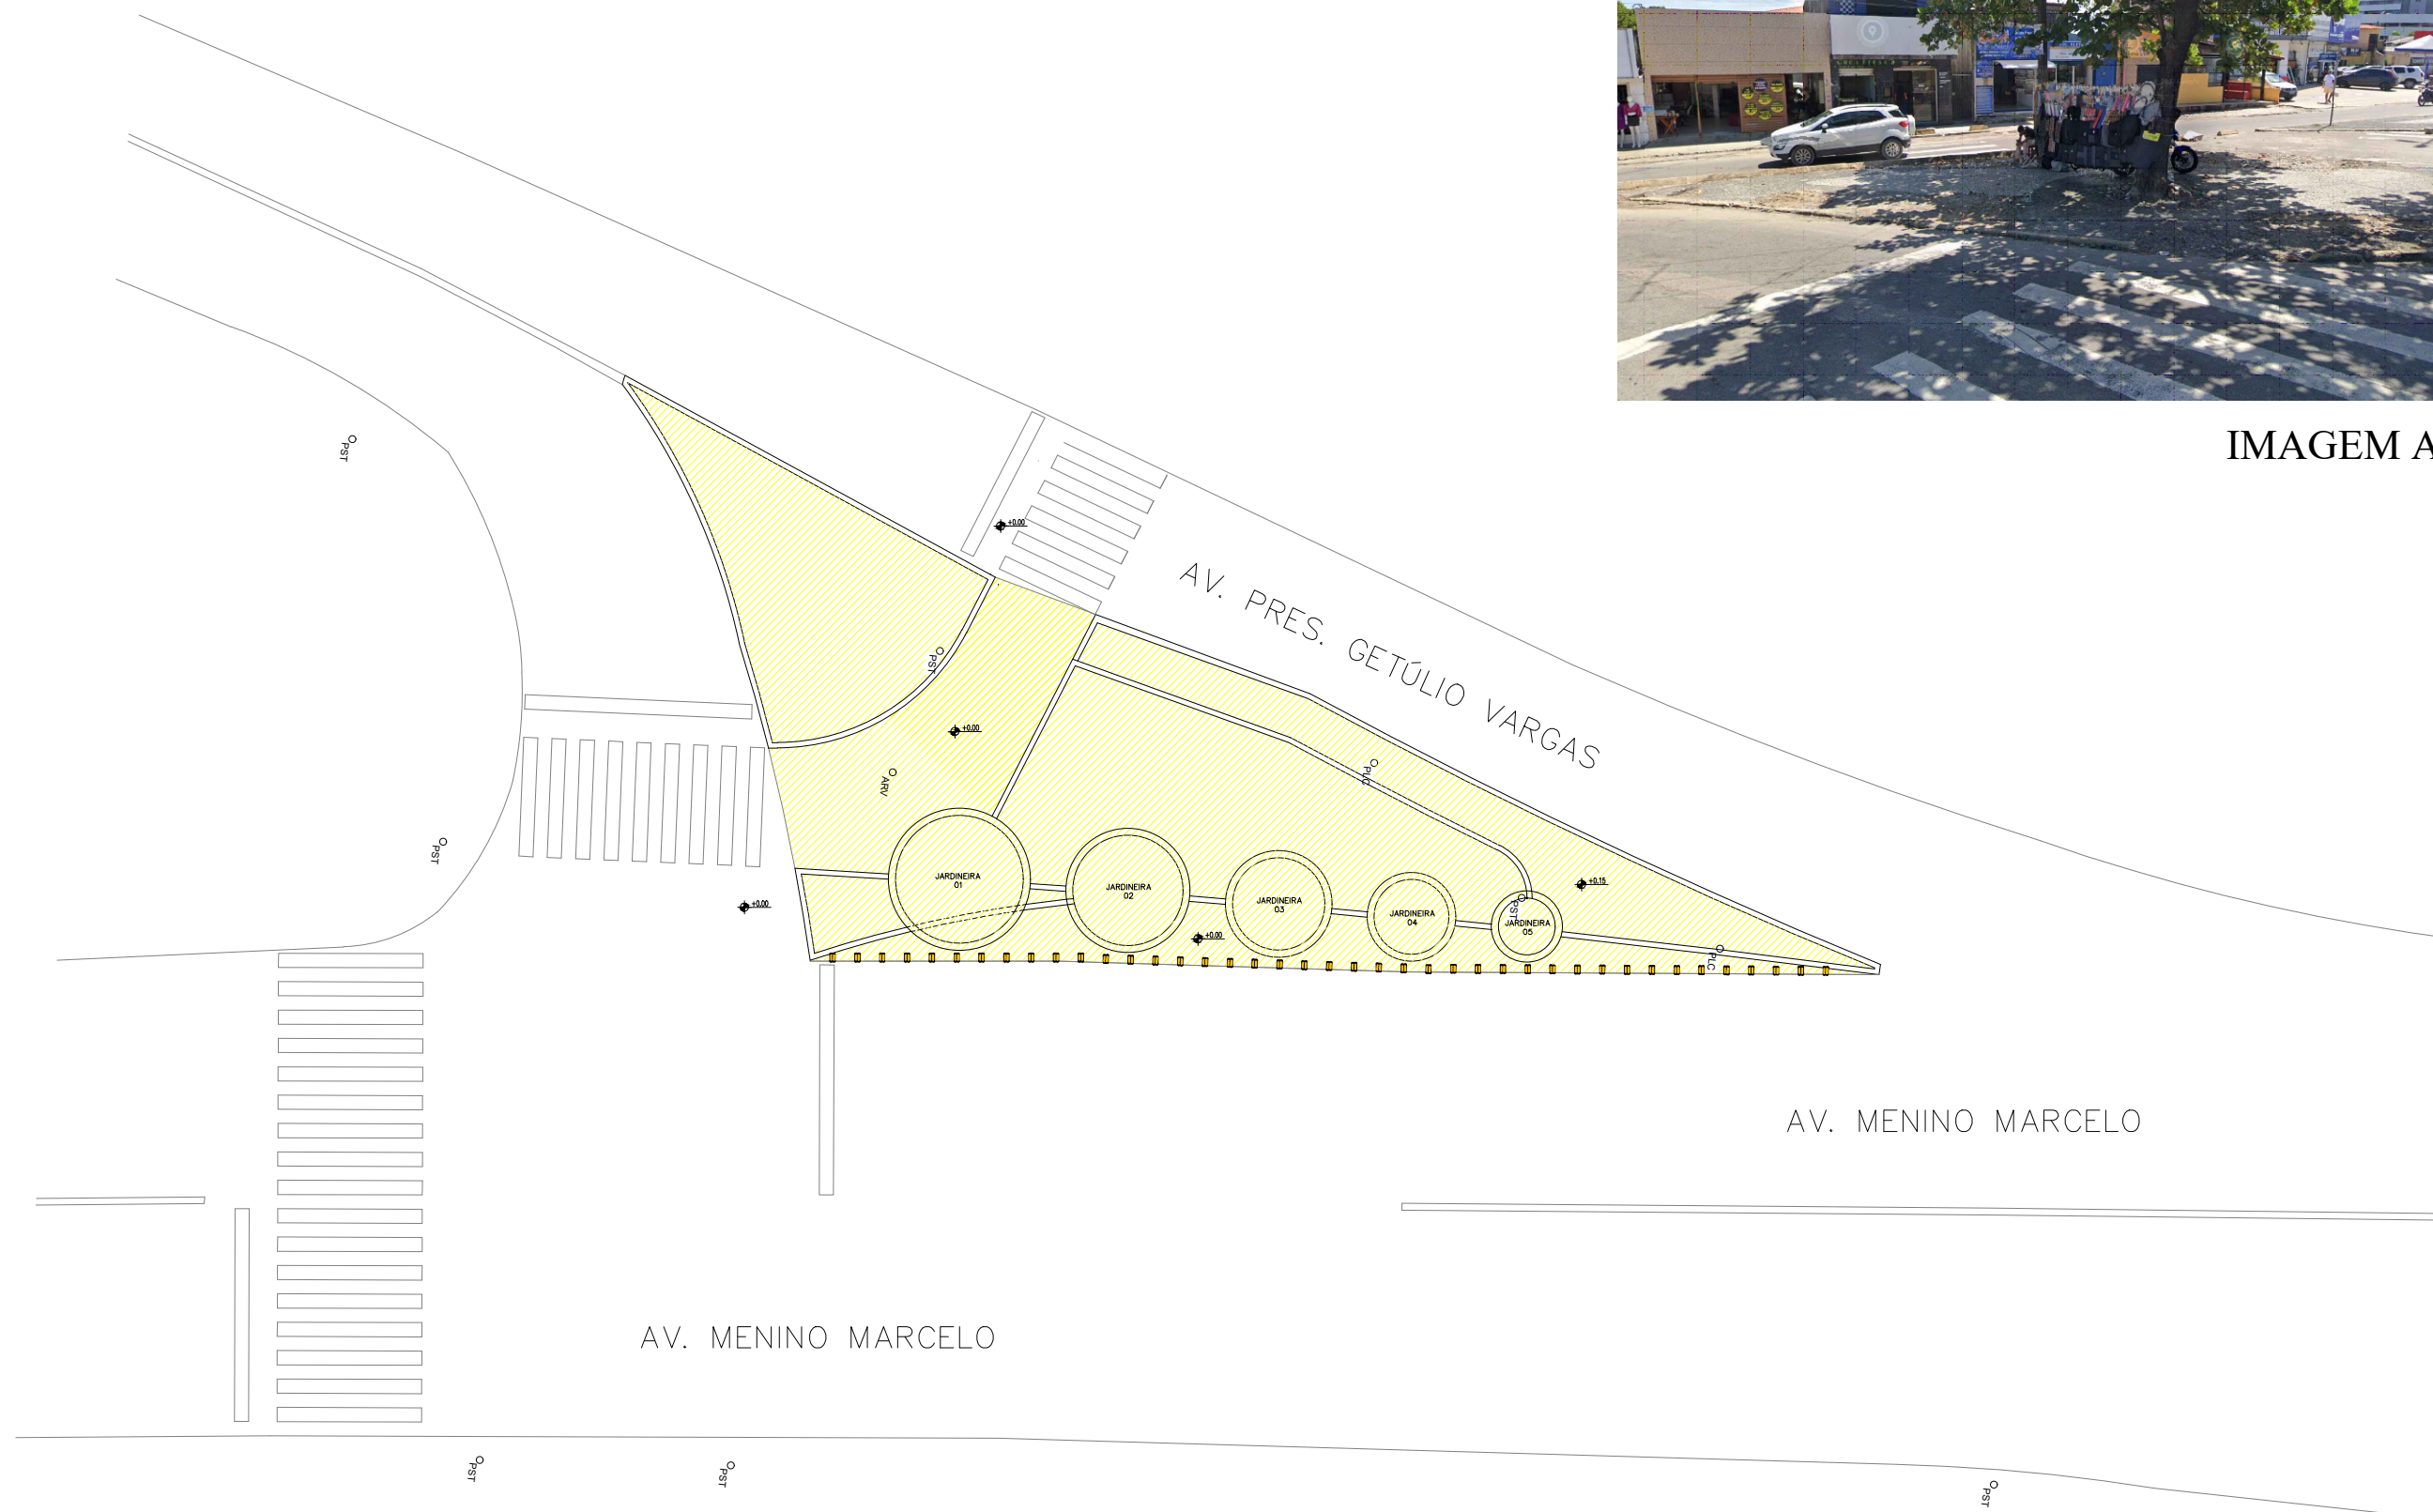 IMAGEM A
PST
+0.00
AV. PRES. GETÚLIO VARGAS
PST
+0.00
PLC
ARV
PST
JARDINEIRA
01
JARDINEIRA
02
JARDINEIRA
03
JARDINEIRA
04
JARDINEIRA
05
+0.15
PST
+0.00
+0.00
PLC
AV. MENINO MARCELO
AV. MENINO MARCELO
PST
PST
PST